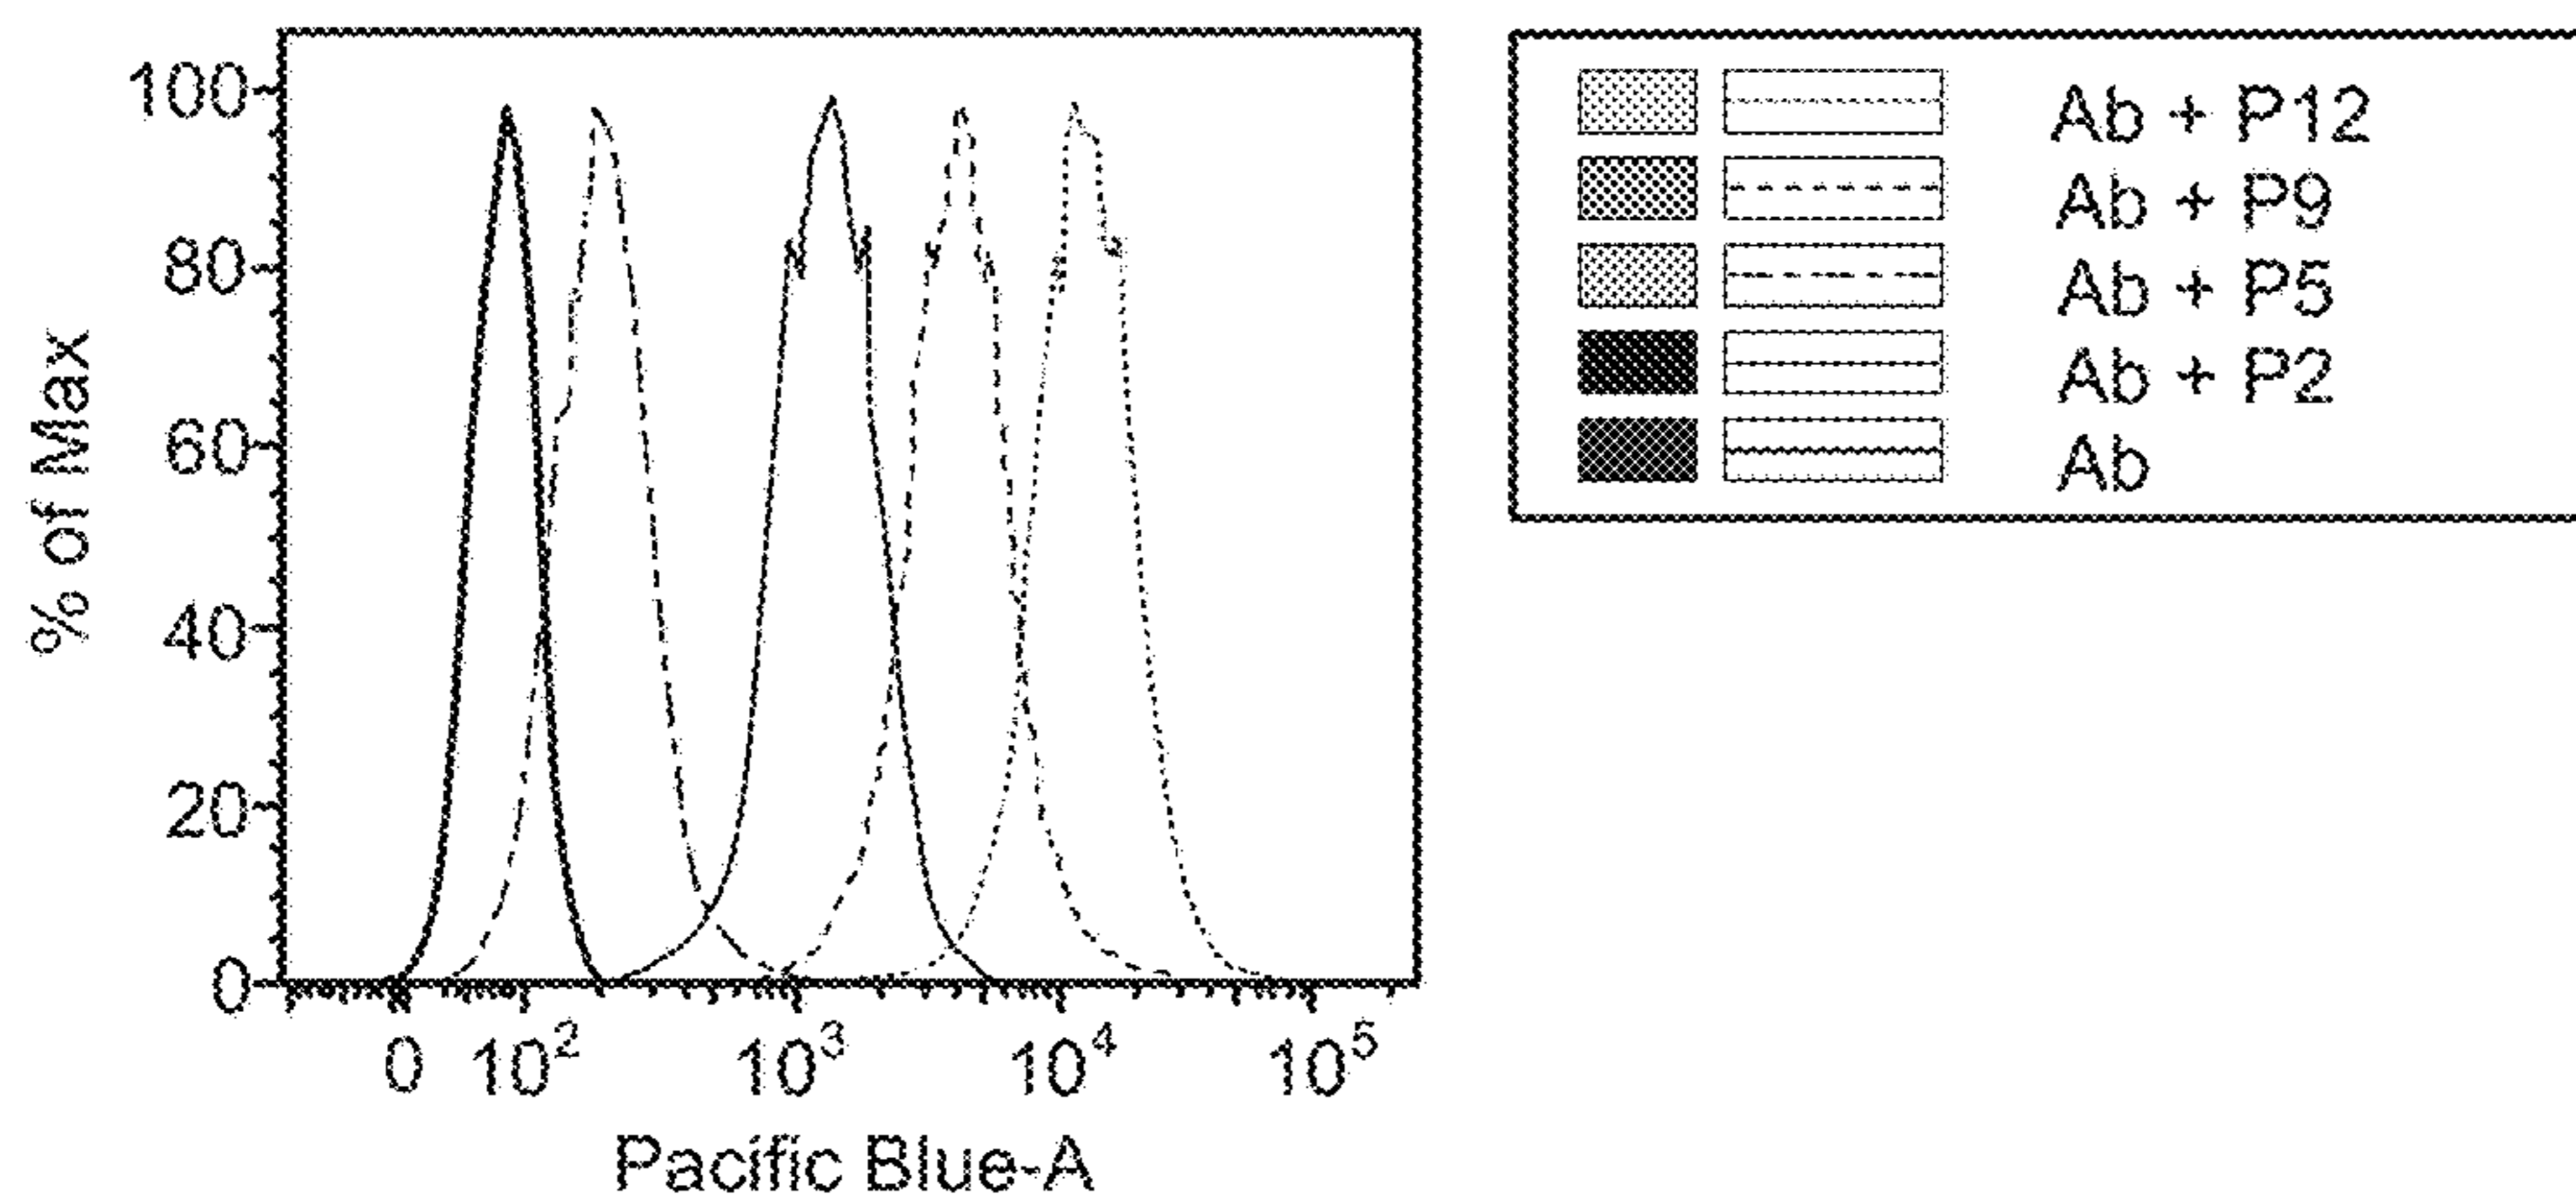 % of Max
100
80
60
40
20
0
0 10² 10³ 10⁴ 10⁵
Pacific Blue-A
Ab + P12
Ab + P9
Ab + P5
Ab + P2
Ab